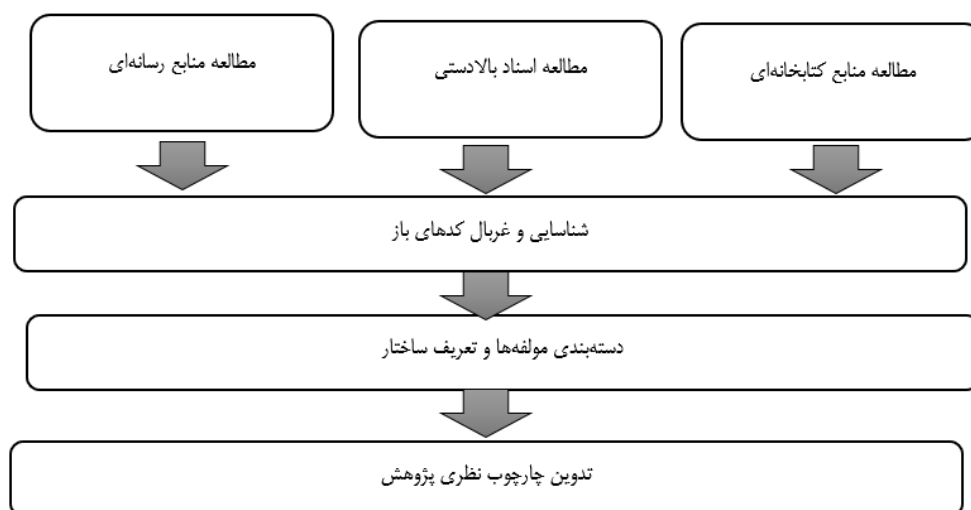 مطالعه منابع کتابخانه‌ای
مطالعه اسناد بالادستی
مطالعه منابع رسانه‌ای
شناسایی و غربال کدهای باز
دسته‌بندی مولفه‌ها و تعریف ساختار
تدوین چارچوب نظری پژوهش